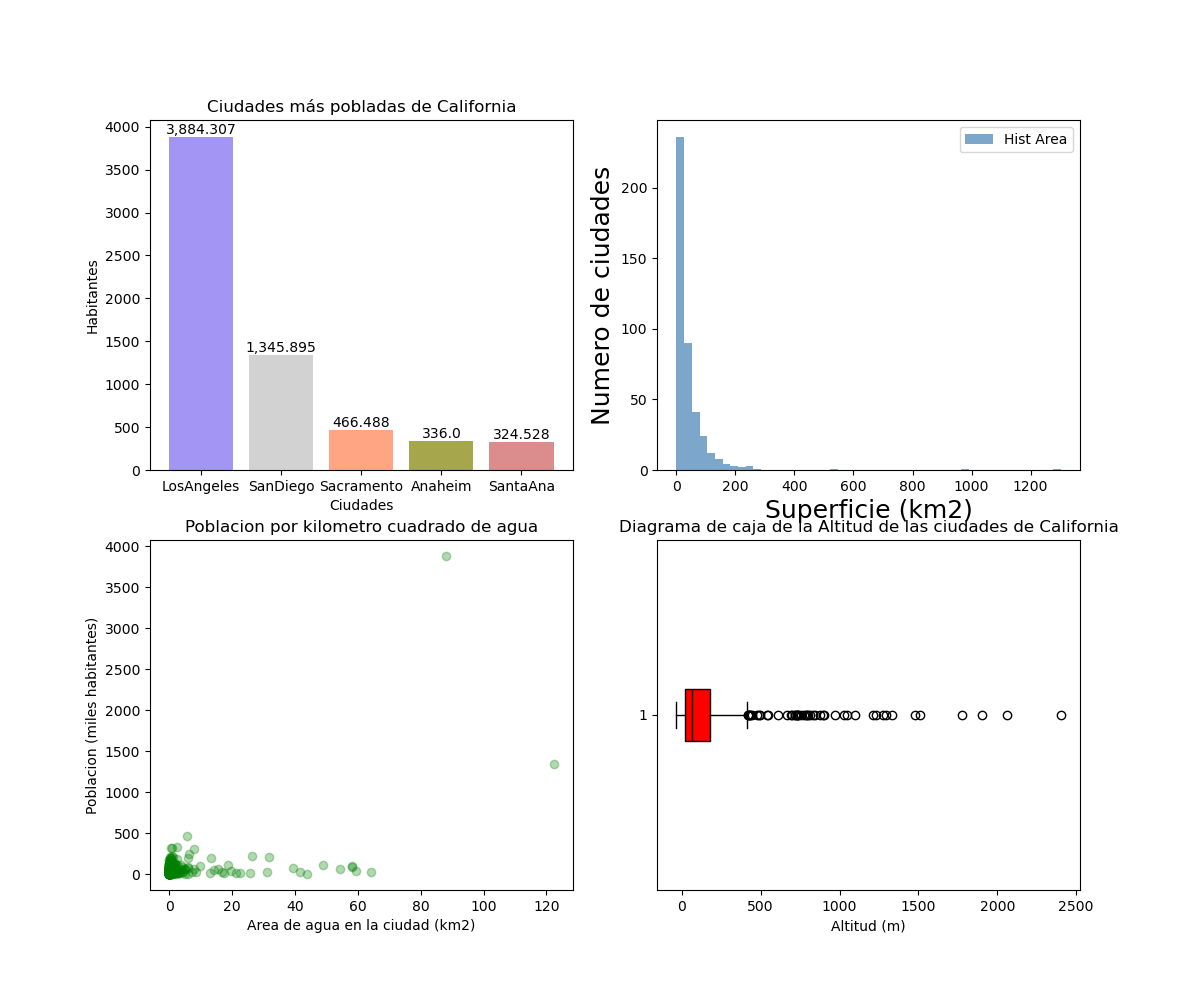 Ciudades más pobladas de California
4000
3500
3000
2500
2000
1500
1000
500
0
Habitantes
3,884.307
1,345.895
466.488
336.0
324.528
LosAngeles SanDiego Sacramento Anaheim SantaAna
Ciudades
Hist Area
200
150
100
50
0
Numero de ciudades
0 200 400 600 800 1000 1200
Superficie (km2)
Poblacion por kilometro cuadrado de agua
4000
3500
3000
2500
2000
1500
1000
500
0
Poblacion (miles habitantes)
0 20 40 60 80 100 120
Area de agua en la ciudad (km2)
Diagrama de caja de la Altitud de las ciudades de California
1
0 500 1000 1500 2000 2500
Altitud (m)